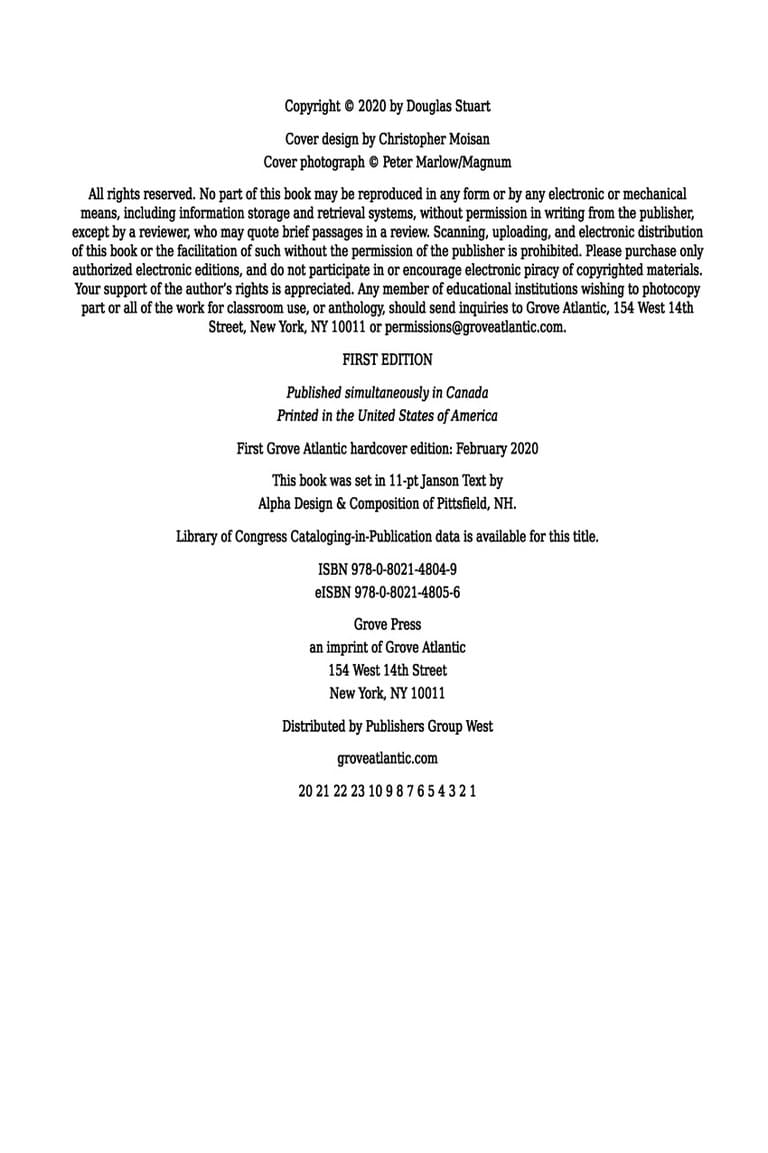 Copyright © 2020 by Douglas Stuart
Cover design by Christopher Moisan
Cover photograph © Peter Marlow/Magnum
All rights reserved. No part of this book may be reproduced in any form or by any electronic or mechanical
means, including information storage and retrieval systems, without permission in writing from the publisher,
except by a reviewer, who may quote brief passages in a review. Scanning, uploading, and electronic distribution
of this book or the facilitation of such without the permission of the publisher is prohibited. Please purchase only
authorized electronic editions, and do not participate in or encourage electronic piracy of copyrighted materials.
Your support of the author’s rights is appreciated. Any member of educational institutions wishing to photocopy
part or all of the work for classroom use, or anthology, should send inquiries to Grove Atlantic, 154 West 14th
Street, New York, NY 10011 or permissions@groveatlantic.com.
FIRST EDITION
Published simultaneously in Canada
Printed in the United States of America
First Grove Atlantic hardcover edition: February 2020
This book was set in 11-pt Janson Text by
Alpha Design & Composition of Pittsfield, NH.
Library of Congress Cataloging-in-Publication data is available for this title.
ISBN 978-0-8021-4804-9
eISBN 978-0-8021-4805-6
Grove Press
an imprint of Grove Atlantic
154 West 14th Street
New York, NY 10011
Distributed by Publishers Group West
groveatlantic.com
20 21 22 23 10 9 8 7 6 5 4 3 2 1